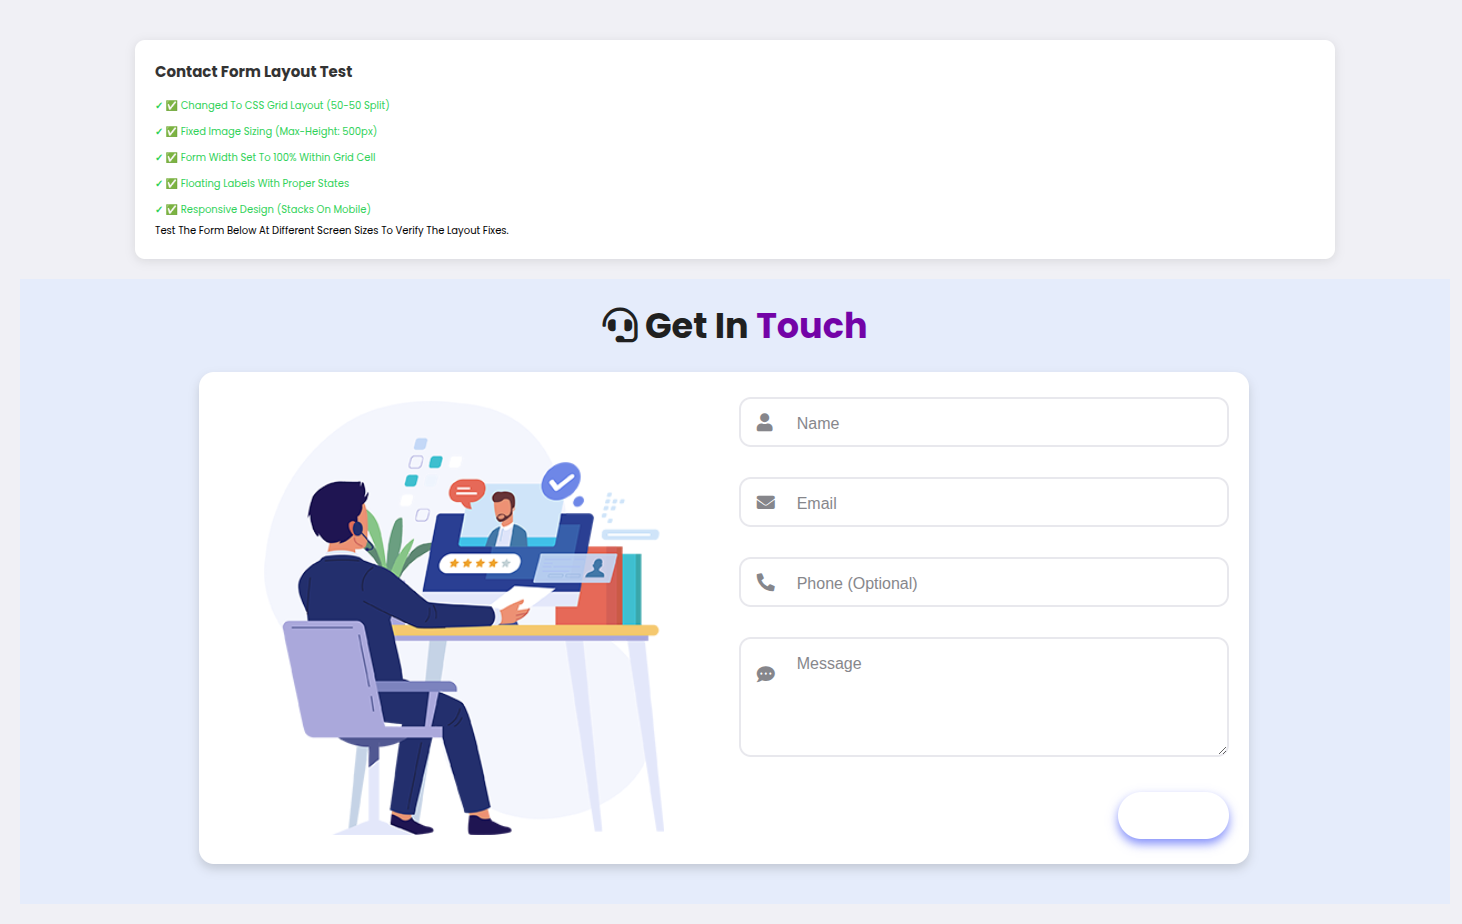 Contact Form Layout Test
✓ ✅ Changed To CSS Grid Layout (50-50 Split)
✓ ✅ Fixed Image Sizing (Max-Height: 500px)
✓ ✅ Form Width Set To 100% Within Grid Cell
✓ ✅ Floating Labels With Proper States
✓ ✅ Responsive Design (Stacks On Mobile)
Test The Form Below At Different Screen Sizes To Verify The Layout Fixes.
Get In Touch
Name
Email
Phone (Optional)
Message